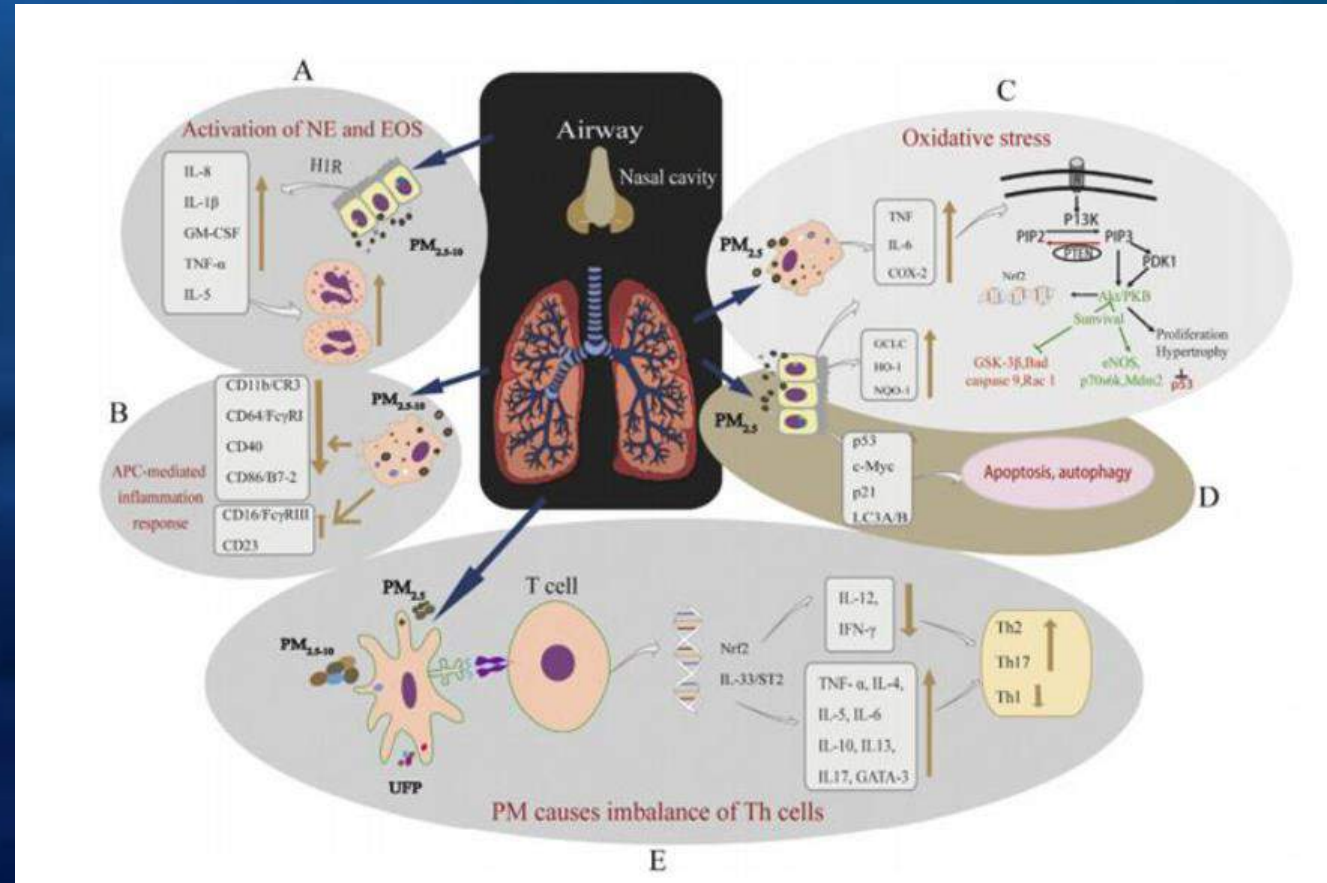 A
Activation of NE and EOS
IL-8
IL-1β
GM-CSF
TNF-α
IL-5
H1R
PM2.5-10
Airway
Nasal cavity
C
Oxidative stress
PM2.5
TNF
IL-6
COX-2
P13K
PIP2
PIP3
PTEN
PDK1
Nrf2
Akt/PKB
Sunvival
Proliferation
Hypertrophy
GSK-3β,Bad
caspase 9,Rac 1
eNOS,
p70s6k,Mdm2
p53
GCLC
HO-1
NQO-1
B
APC-mediated
inflammation
response
CD11b/CR3
CD64/FcγRI
CD40
CD86/B7-2
CD16/FcγRIII
CD23
PM2.5-10
PM2.5
p53
c-Myc
p21
LC3A/B
Apoptosis, autophagy
D
PM2.5
PM2.5-10
UFP
T cell
Nrf2
IL-33/ST2
IL-12,
IFN-γ
TNF- α, IL-4,
IL-5, IL-6
IL-10, IL13,
IL17, GATA-3
Th2
Th17
Th1
PM causes imbalance of Th cells
E